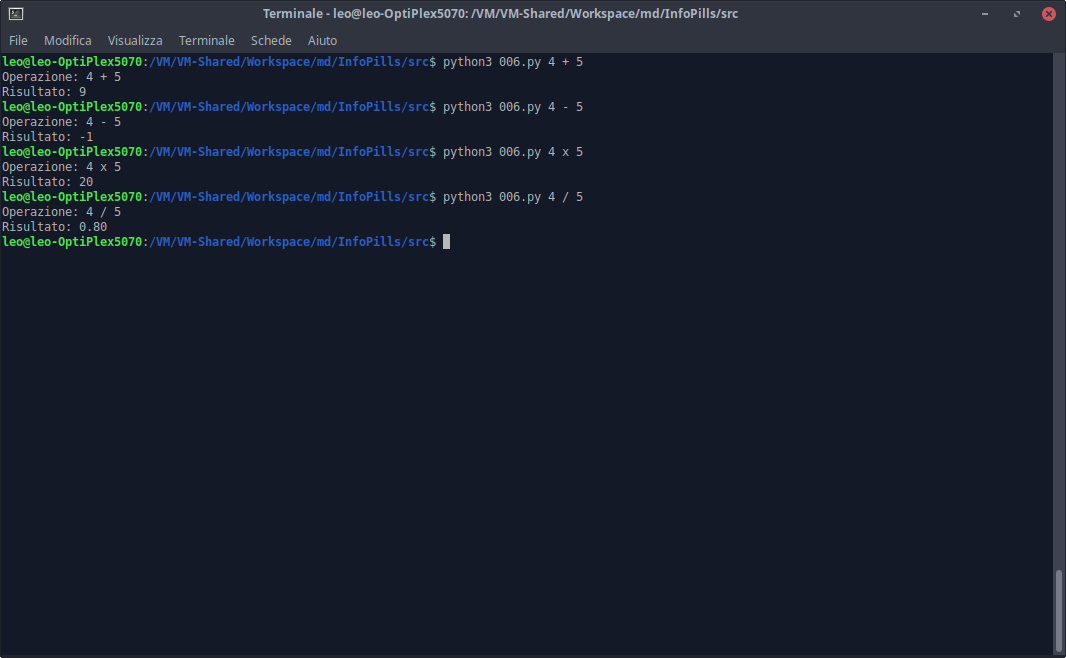 Terminale - leo@leo-OptiPlex5070: /VM/VM-Shared/Workspace/md/InfoPills/src
File Modifica Visualizza Terminale Schede Aiuto
leo@leo-OptiPlex5070:/VM/VM-Shared/Workspace/md/InfoPills/src$ python3 006.py 4 + 5
Operazione: 4 + 5
Risultato: 9
leo@leo-OptiPlex5070:/VM/VM-Shared/Workspace/md/InfoPills/src$ python3 006.py 4 - 5
Operazione: 4 - 5
Risultato: -1
leo@leo-OptiPlex5070:/VM/VM-Shared/Workspace/md/InfoPills/src$ python3 006.py 4 x 5
Operazione: 4 x 5
Risultato: 20
leo@leo-OptiPlex5070:/VM/VM-Shared/Workspace/md/InfoPills/src$ python3 006.py 4 / 5
Operazione: 4 / 5
Risultato: 0.80
leo@leo-OptiPlex5070:/VM/VM-Shared/Workspace/md/InfoPills/src$